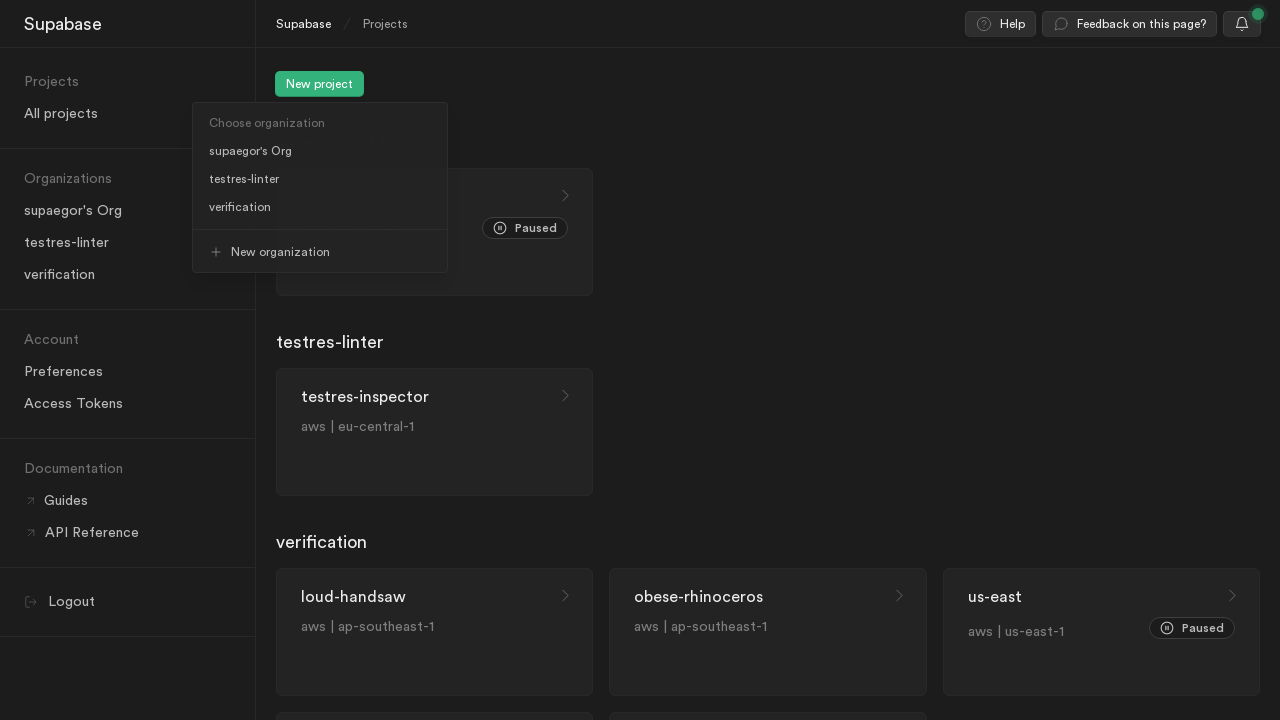 Supabase
Supabase / Projects
Help
Feedback on this page?
New project
Projects
All projects
Organizations
supaegor's Org
testres-linter
verification
Account
Preferences
Access Tokens
Documentation
Guides
API Reference
Logout
Choose organization
supaegor's Org
testres-linter
verification
New organization
Paused
testres-linter
testres-inspector
aws | eu-central-1
verification
loud-handsaw
aws | ap-southeast-1
obese-rhinoceros
aws | ap-southeast-1
us-east
aws | us-east-1
Paused